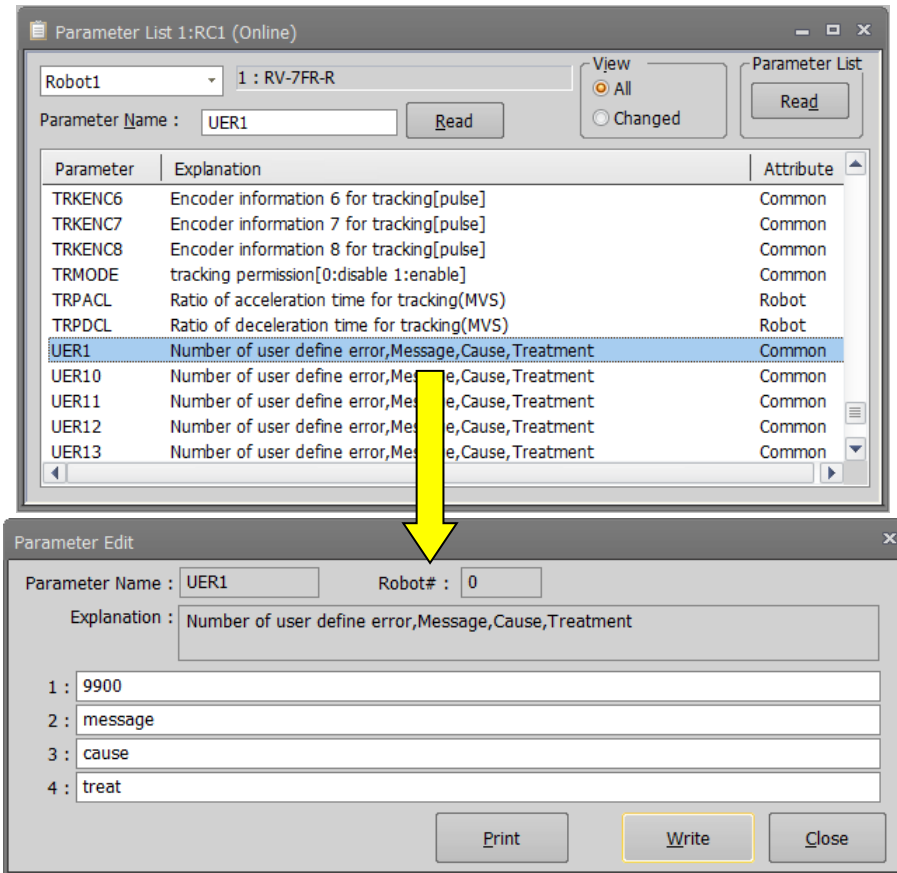 Parameter List 1:RC1 (Online)
Robot1 1 : RV-7FR-R
View
All
Changed
Parameter List
Read
Parameter Name : UER1 Read
Parameter Explanation Attribute
TRKENC6 Encoder information 6 for tracking[pulse] Common
TRKENC7 Encoder information 7 for tracking[pulse] Common
TRKENC8 Encoder information 8 for tracking[pulse] Common
TRMODE tracking permission[0:disable 1:enable] Common
TRPACL Ratio of acceleration time for tracking(MVS) Robot
TRPDCL Ratio of deceleration time for tracking(MVS) Robot
UER1 Number of user define error,Message,Cause,Treatment Common
UER10 Number of user define error,Message,Cause,Treatment Common
UER11 Number of user define error,Message,Cause,Treatment Common
UER12 Number of user define error,Message,Cause,Treatment Common
UER13 Number of user define error,Message,Cause,Treatment Common
Parameter Edit
Parameter Name : UER1 Robot# : 0
Explanation : Number of user define error,Message,Cause,Treatment
1 : 9900
2 : message
3 : cause
4 : treat
Print Write Close